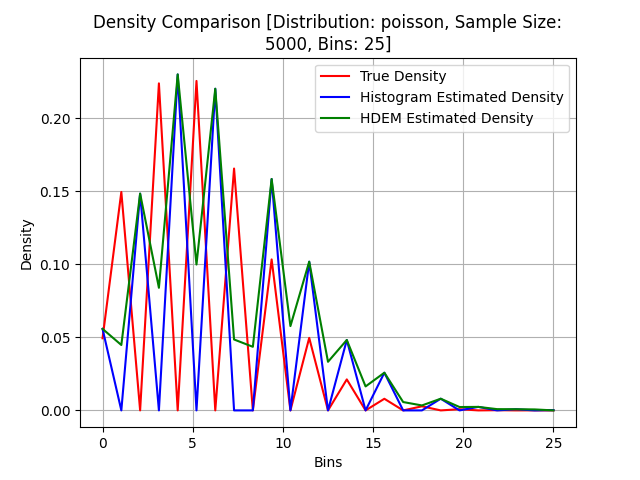 Density Comparison [Distribution: poisson, Sample Size:
5000, Bins: 25]
True Density
Histogram Estimated Density
HDEM Estimated Density
Density
0.20
0.15
0.10
0.05
0.00
0 5 10 15 20 25
Bins